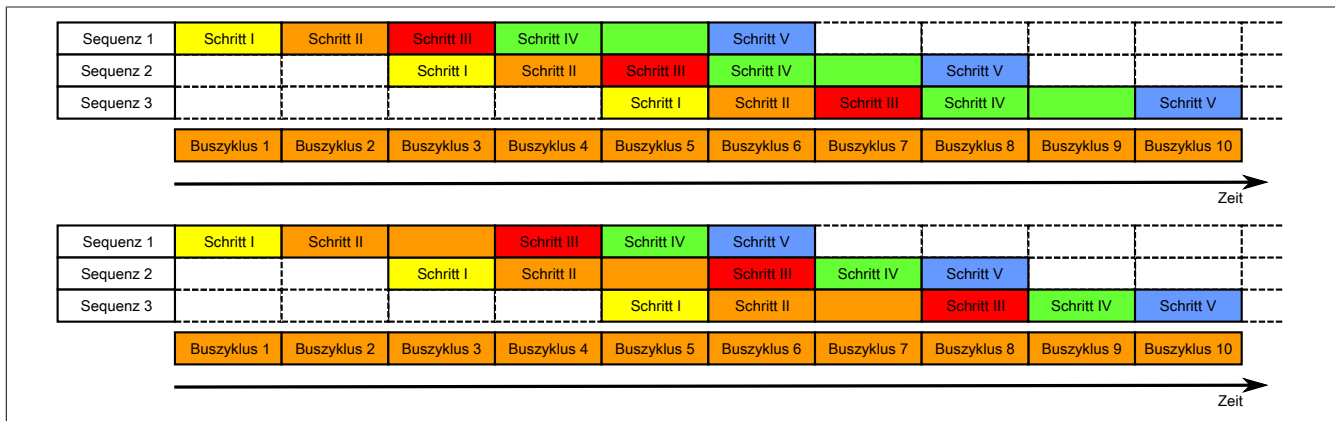 Sequenz 1 Schritt I Schritt II Schritt III Schritt IV Schritt V
Sequenz 2 Schritt I Schritt II Schritt III Schritt IV Schritt V
Sequenz 3 Schritt I Schritt II Schritt III Schritt IV Schritt V
Buszyklus 1 Buszyklus 2 Buszyklus 3 Buszyklus 4 Buszyklus 5 Buszyklus 6 Buszyklus 7 Buszyklus 8 Buszyklus 9 Buszyklus 10
Zeit
Sequenz 1 Schritt I Schritt II Schritt III Schritt IV Schritt V
Sequenz 2 Schritt I Schritt II Schritt III Schritt IV Schritt V
Sequenz 3 Schritt I Schritt II Schritt III Schritt IV Schritt V
Buszyklus 1 Buszyklus 2 Buszyklus 3 Buszyklus 4 Buszyklus 5 Buszyklus 6 Buszyklus 7 Buszyklus 8 Buszyklus 9 Buszyklus 10
Zeit